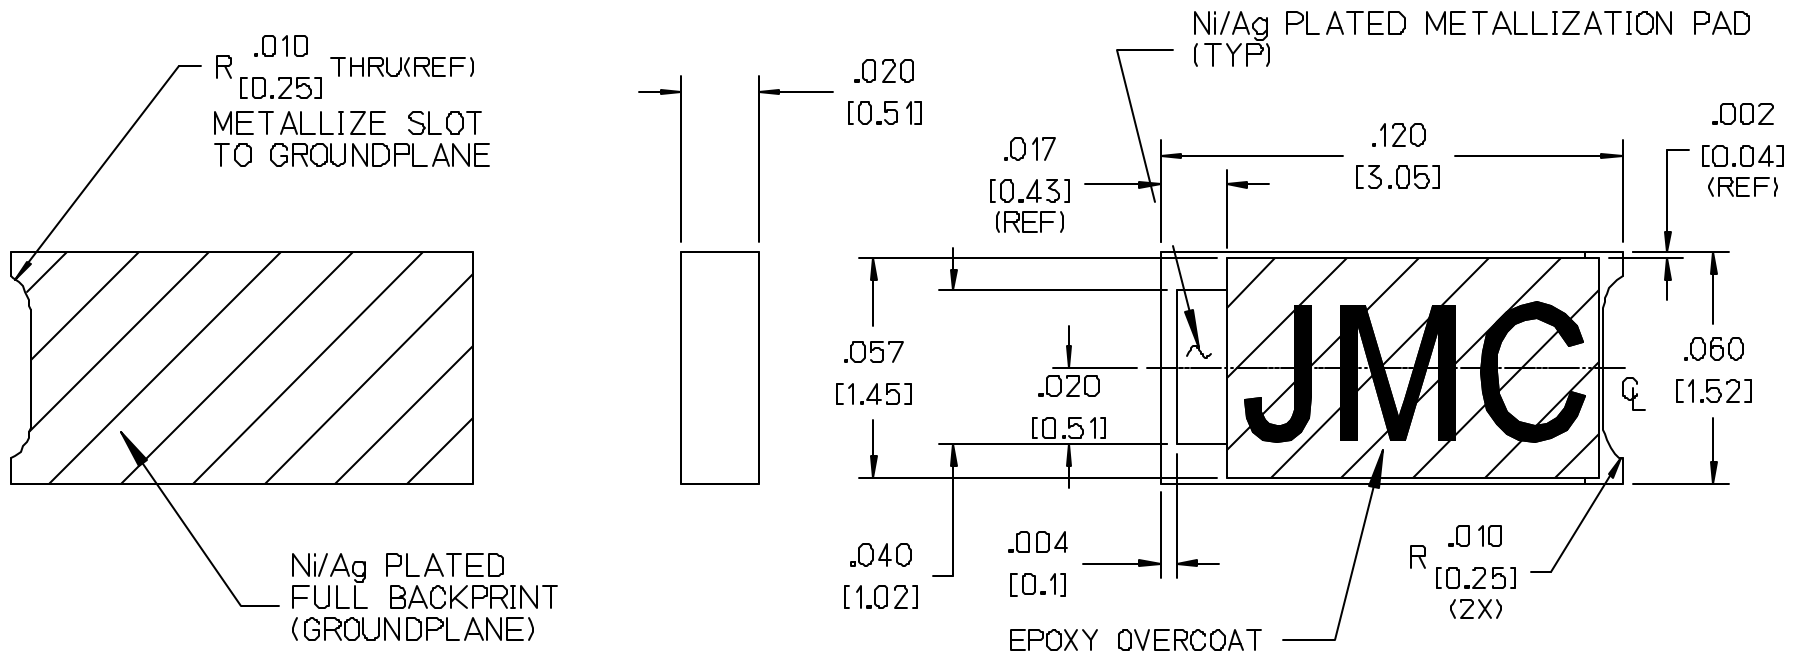 R .010 THRU(REF)
[0.25]
METALLIZE SLOT
TO GROUNDPLANE
Ni/Ag PLATED
FULL BACKPRINT
(GROUNDPLANE)
.020
[0.51]
Ni/Ag PLATED METALLIZATION PAD
(TYP)
.017
[0.43]
(REF)
.120
[3.05]
.002
[0.04]
(REF)
.057
[1.45]
.020
[0.51]
JMC
CL
.060
[1.52]
.040
[1.02]
.004
[0.1]
R .010
[0.25]
(2X)
EPOXY OVERCOAT